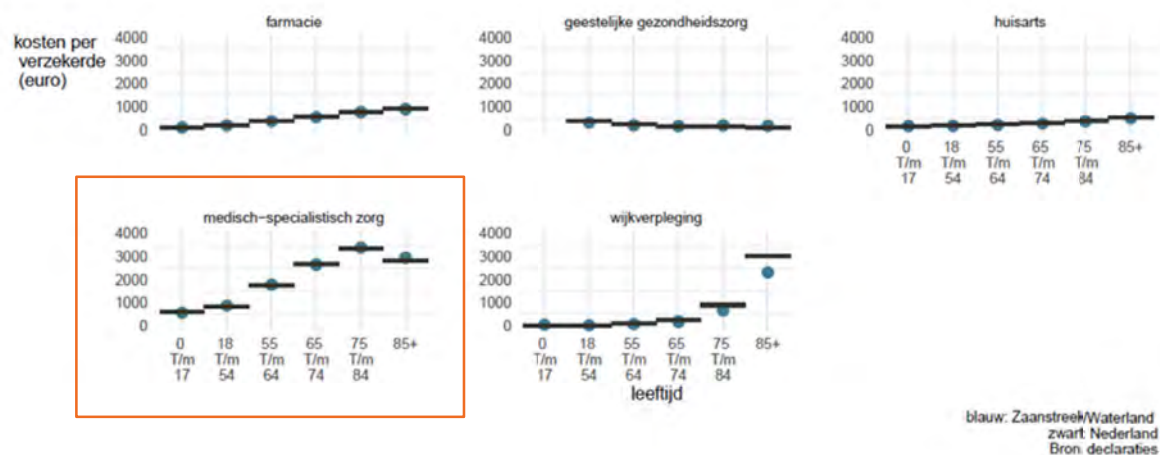 kosten per
verzekerde
(euro)
farmacie
4000
3000
2000
1000
0
geestelijke gezondheidszorg
4000
3000
2000
1000
0
huisarts
4000
3000
2000
1000
0
0 18 55 65 75 85+
T/m T/m T/m T/m T/m
17 54 64 74 84
medisch-specialistisch zorg
4000
3000
2000
1000
0
0 18 55 65 75 85+
T/m T/m T/m T/m T/m
17 54 64 74 84
wijkverpleging
4000
3000
2000
1000
0
0 18 55 65 75 85+
T/m T/m T/m T/m T/m
17 54 64 74 84
leeftijd
blauw: Zaanstreek/Waterland
zwart: Nederland
Bron: declaraties